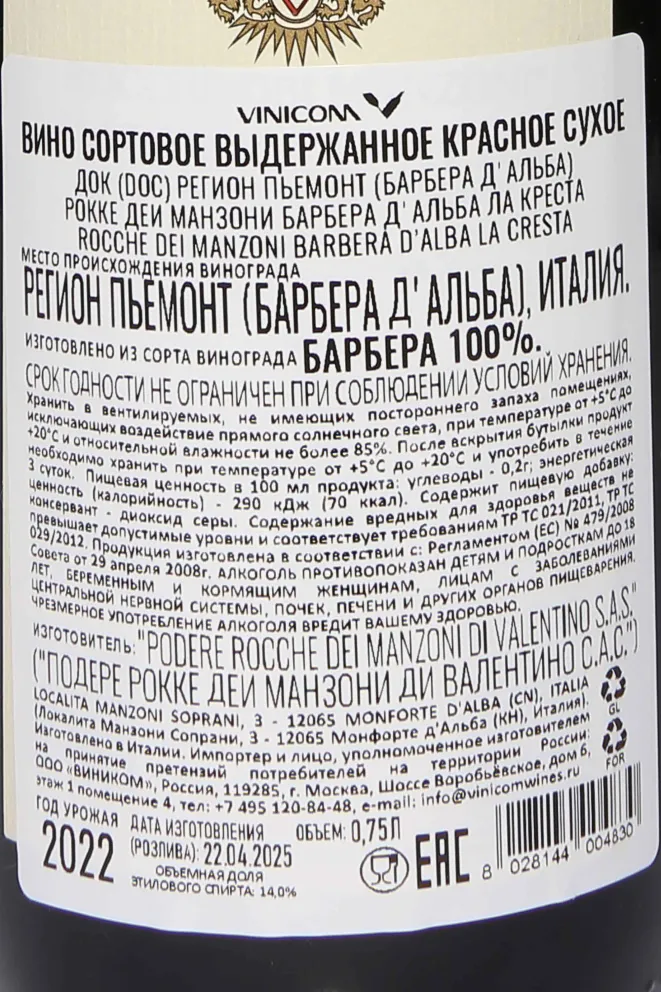 VINICOM
ВИНО СОРТОВОЕ ВЫДЕРЖАННОЕ КРАСНОЕ СУХОЕ
ДОК (DOC) РЕГИОН ПЬЕМОНТ (БАРБЕРА Д'АЛЬБА)
РОККЕ ДЕИ МАНЗОНИ БАРБЕРА Д'АЛЬБА ЛА КРЕСТА
ROCCHE DEI MANZONI BARBERA D'ALBA LA CRESTA
МЕСТО ПРОИСХОЖДЕНИЯ ВИНОГРАДА
РЕГИОН ПЬЕМОНТ (БАРБЕРА Д'АЛЬБА), ИТАЛИЯ.
ИЗГОТОВЛЕНО ИЗ СОРТА ВИНОГРАДА БАРБЕРА 100%.
СРОК ГОДНОСТИ НЕ ОГРАНИЧЕН ПРИ СОБЛЮДЕНИИ УСЛОВИЙ ХРАНЕНИЯ.
Хранить в вентилируемых, не имеющих постороннего запаха помещениях,
исключающих воздействие прямого солнечного света, при температуре от +5°С до
+20°С и относительной влажности не более 85%. После вскрытия бутылки продукт
необходимо хранить при температуре от +5°С до +20°С и употребить в течение
3 суток. Пищевая ценность в 100 мл продукта: углеводы - 0,2г; энергетическая
ценность (калорийность) - 290 кДж (70 ккал). Содержит пищевую добавку:
консервант - диоксид серы. Содержание вредных для здоровья веществ не
превышает допустимые уровни и соответствует требованиям ТР ТС 021/2011, ТР ТС
029/2012. Продукция изготовлена в соответствии с: Регламентом (ЕС) № 479/2008
Совета от 29 апреля 2008г. АЛКОГОЛЬ ПРОТИВОПОКАЗАН ДЕТЯМ И ПОДРОСТКАМ ДО 18
ЛЕТ, БЕРЕМЕННЫМ И КОРМЯЩИМ ЖЕНЩИНАМ, ЛИЦАМ С ЗАБОЛЕВАНИЯМИ
ЦЕНТРАЛЬНОЙ НЕРВНОЙ СИСТЕМЫ, ПОЧЕК, ПЕЧЕНИ И ДРУГИХ ОРГАНОВ ПИЩЕВАРЕНИЯ.
ЧРЕЗМЕРНОЕ УПОТРЕБЛЕНИЕ АЛКОГОЛЯ ВРЕДИТ ВАШЕМУ ЗДОРОВЬЮ.
ИЗГОТОВИТЕЛЬ: "PODERE ROCCHE DEI MANZONI DI VALENTINO S.A.S."
("ПОДЕРЕ РОККЕ ДЕИ МАНЗОНИ ДИ ВАЛЕНТИНО С.А.С.")
LOCALITA MANZONI SOPRANI, 3 - 12065 MONFORTE D'ALBA (CN), ITALIA
(Локалита Манзони Сопрани, 3 - 12065 Монфорте д'Альба (КН), Италия).
Изготовлено в Италии. Импортер и лицо, уполномоченное изготовителем
на принятие претензий потребителей на территории России:
ООО «ВИНИКОМ», Россия, 119285, г. Москва, Шоссе Воробьёвское, дом 6,
этаж 1 помещение 4, тел: +7 495 120-84-48, e-mail: info@vinicomwines.ru
GL
FOR
ГОД УРОЖАЯ
2022
ДАТА ИЗГОТОВЛЕНИЯ
(РОЗЛИВА): 22.04.2025
ОБЪЕМ: 0,75Л
ОБЪЕМНАЯ ДОЛЯ
ЭТИЛОВОГО СПИРТА: 14,0%
EAC
8 028144 004830